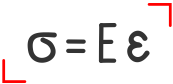 σ = E ε